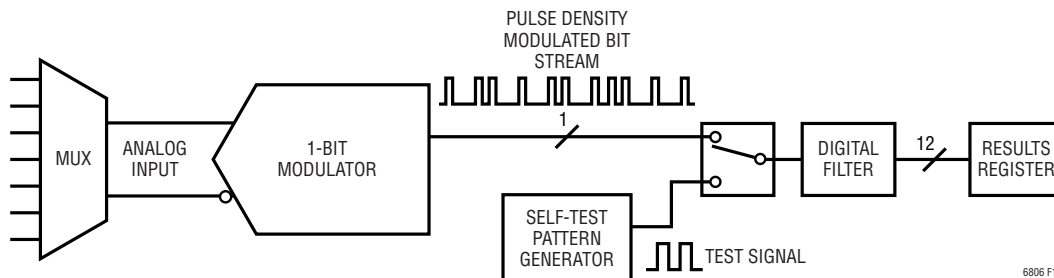 PULSE DENSITY
MODULATED BIT
STREAM
1
MUX
ANALOG
INPUT
1-BIT
MODULATOR
DIGITAL
FILTER
12
RESULTS
REGISTER
SELF-TEST
PATTERN
GENERATOR
TEST SIGNAL